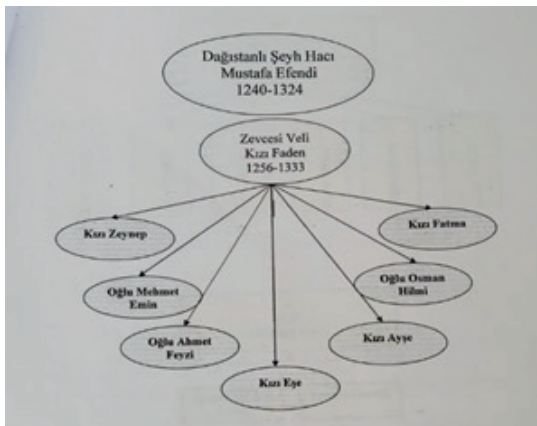 Dağıstanlı Şeyh Hacı
Mustafa Efendi
1240-1324
Zevcesi Veli
Kızı Faden
1256-1333
Kızı Zeynep
Kızı Fatma
Oğlu Mehmet
Emin
Oğlu Osman
Hilmi
Oğlu Ahmet
Feyzi
Kızı Ayşe
Kızı Eşe